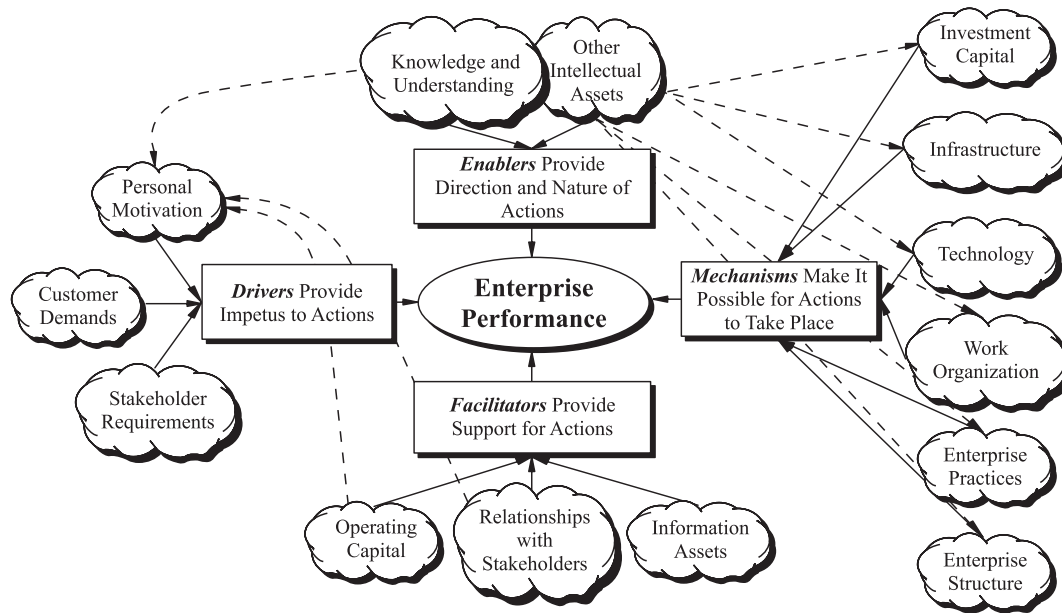 Knowledge and
Understanding
Other
Intellectual
Assets
Investment
Capital
Infrastructure
Enablers Provide
Direction and Nature of
Actions
Personal
Motivation
Technology
Customer
Demands
Drivers Provide
Impetus to Actions
Enterprise
Performance
Mechanisms Make It
Possible for Actions
to Take Place
Work
Organization
Stakeholder
Requirements
Facilitators Provide
Support for Actions
Enterprise
Practices
Operating
Capital
Relationships
with
Stakeholders
Information
Assets
Enterprise
Structure